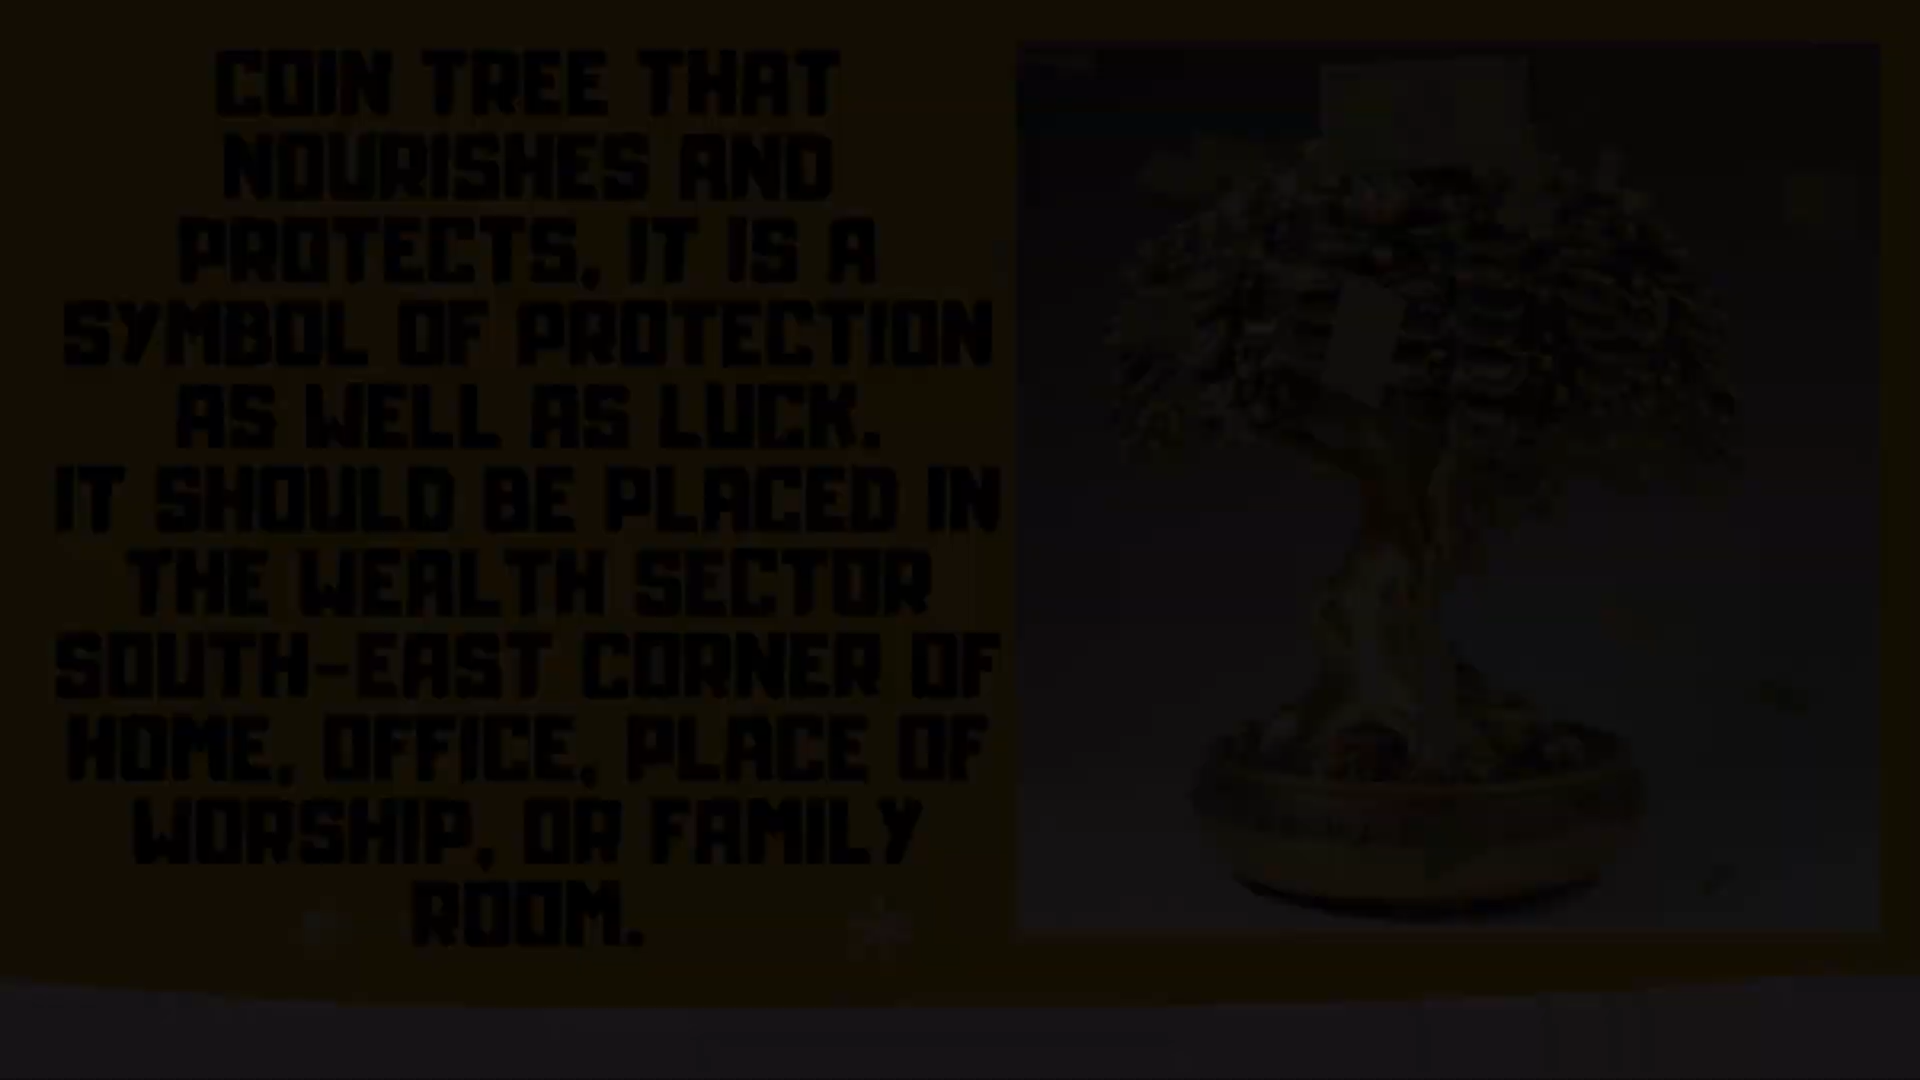 COIN TREE THAT
NOURISHES AND
PROTECTS, IT IS A
SYMBOL OF PROTECTION
AS WELL AS LUCK.
IT SHOULD BE PLACED IN
THE WEALTH SECTOR
SOUTH-EAST CORNER OF
HOME, OFFICE, PLACE OF
WORSHIP, OR FAMILY
ROOM.